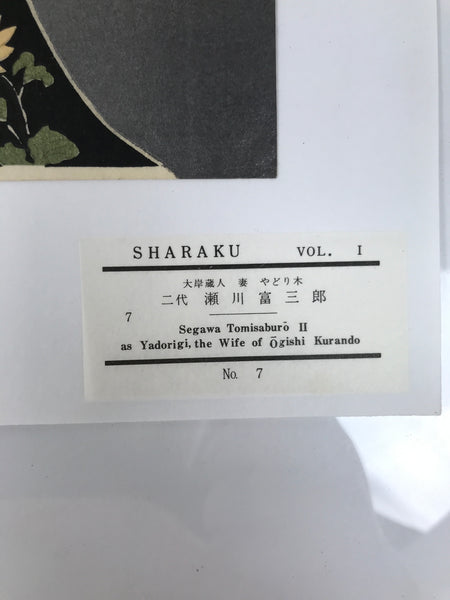 SHARAKU VOL. I
大岸蔵人 妻 やどり木
二代 瀬川富三郎
7
Segawa Tomisaburō II
as Yadorigi, the Wife of Ōgishi Kurando
No. 7